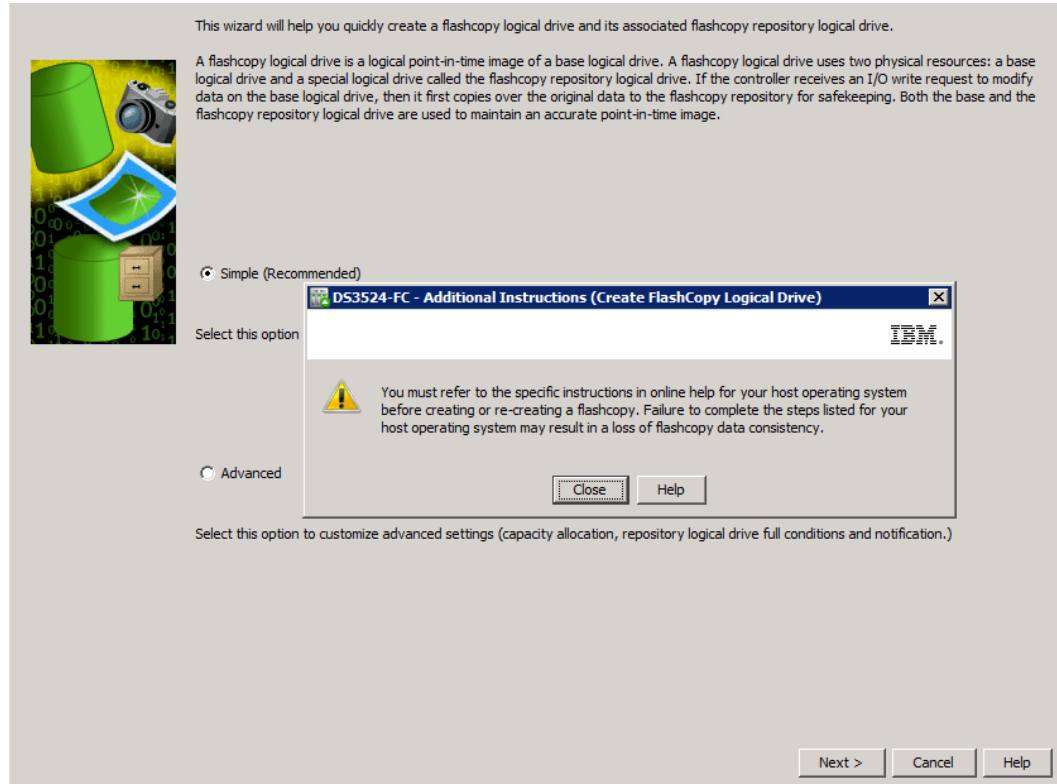 This wizard will help you quickly create a flashcopy logical drive and its associated flashcopy repository logical drive.
A flashcopy logical drive is a logical point-in-time image of a base logical drive. A flashcopy logical drive uses two physical resources: a base
logical drive and a special logical drive called the flashcopy repository logical drive. If the controller receives an I/O write request to modify
data on the base logical drive, then it first copies over the original data to the flashcopy repository for safekeeping. Both the base and the
flashcopy repository logical drive are used to maintain an accurate point-in-time image.
Simple (Recommended)
DS3524-FC - Additional Instructions (Create FlashCopy Logical Drive)
Select this option
IBM.
You must refer to the specific instructions in online help for your host operating system
before creating or re-creating a flashcopy. Failure to complete the steps listed for your
host operating system may result in a loss of flashcopy data consistency.
Advanced
Close Help
Select this option to customize advanced settings (capacity allocation, repository logical drive full conditions and notification.)
Next > Cancel Help